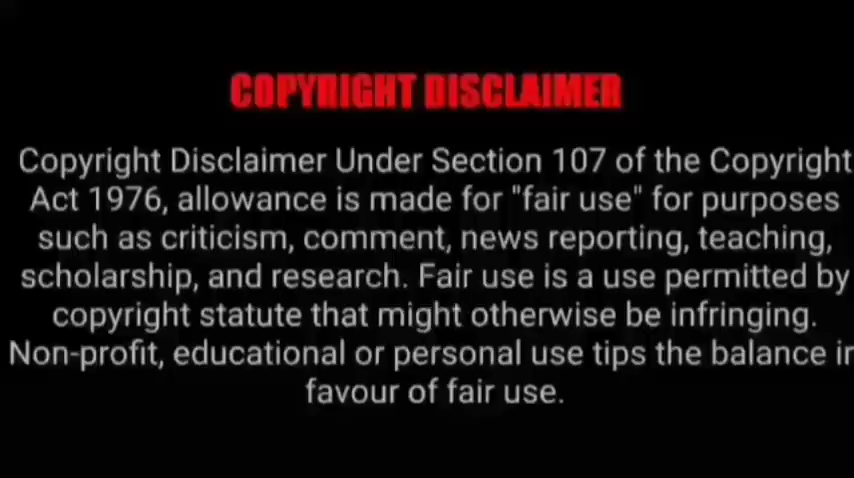 COPYRIGHT DISCLAIMER
Copyright Disclaimer Under Section 107 of the Copyright
Act 1976, allowance is made for "fair use" for purposes
such as criticism, comment, news reporting, teaching,
scholarship, and research. Fair use is a use permitted by
copyright statute that might otherwise be infringing.
Non-profit, educational or personal use tips the balance in
favour of fair use.